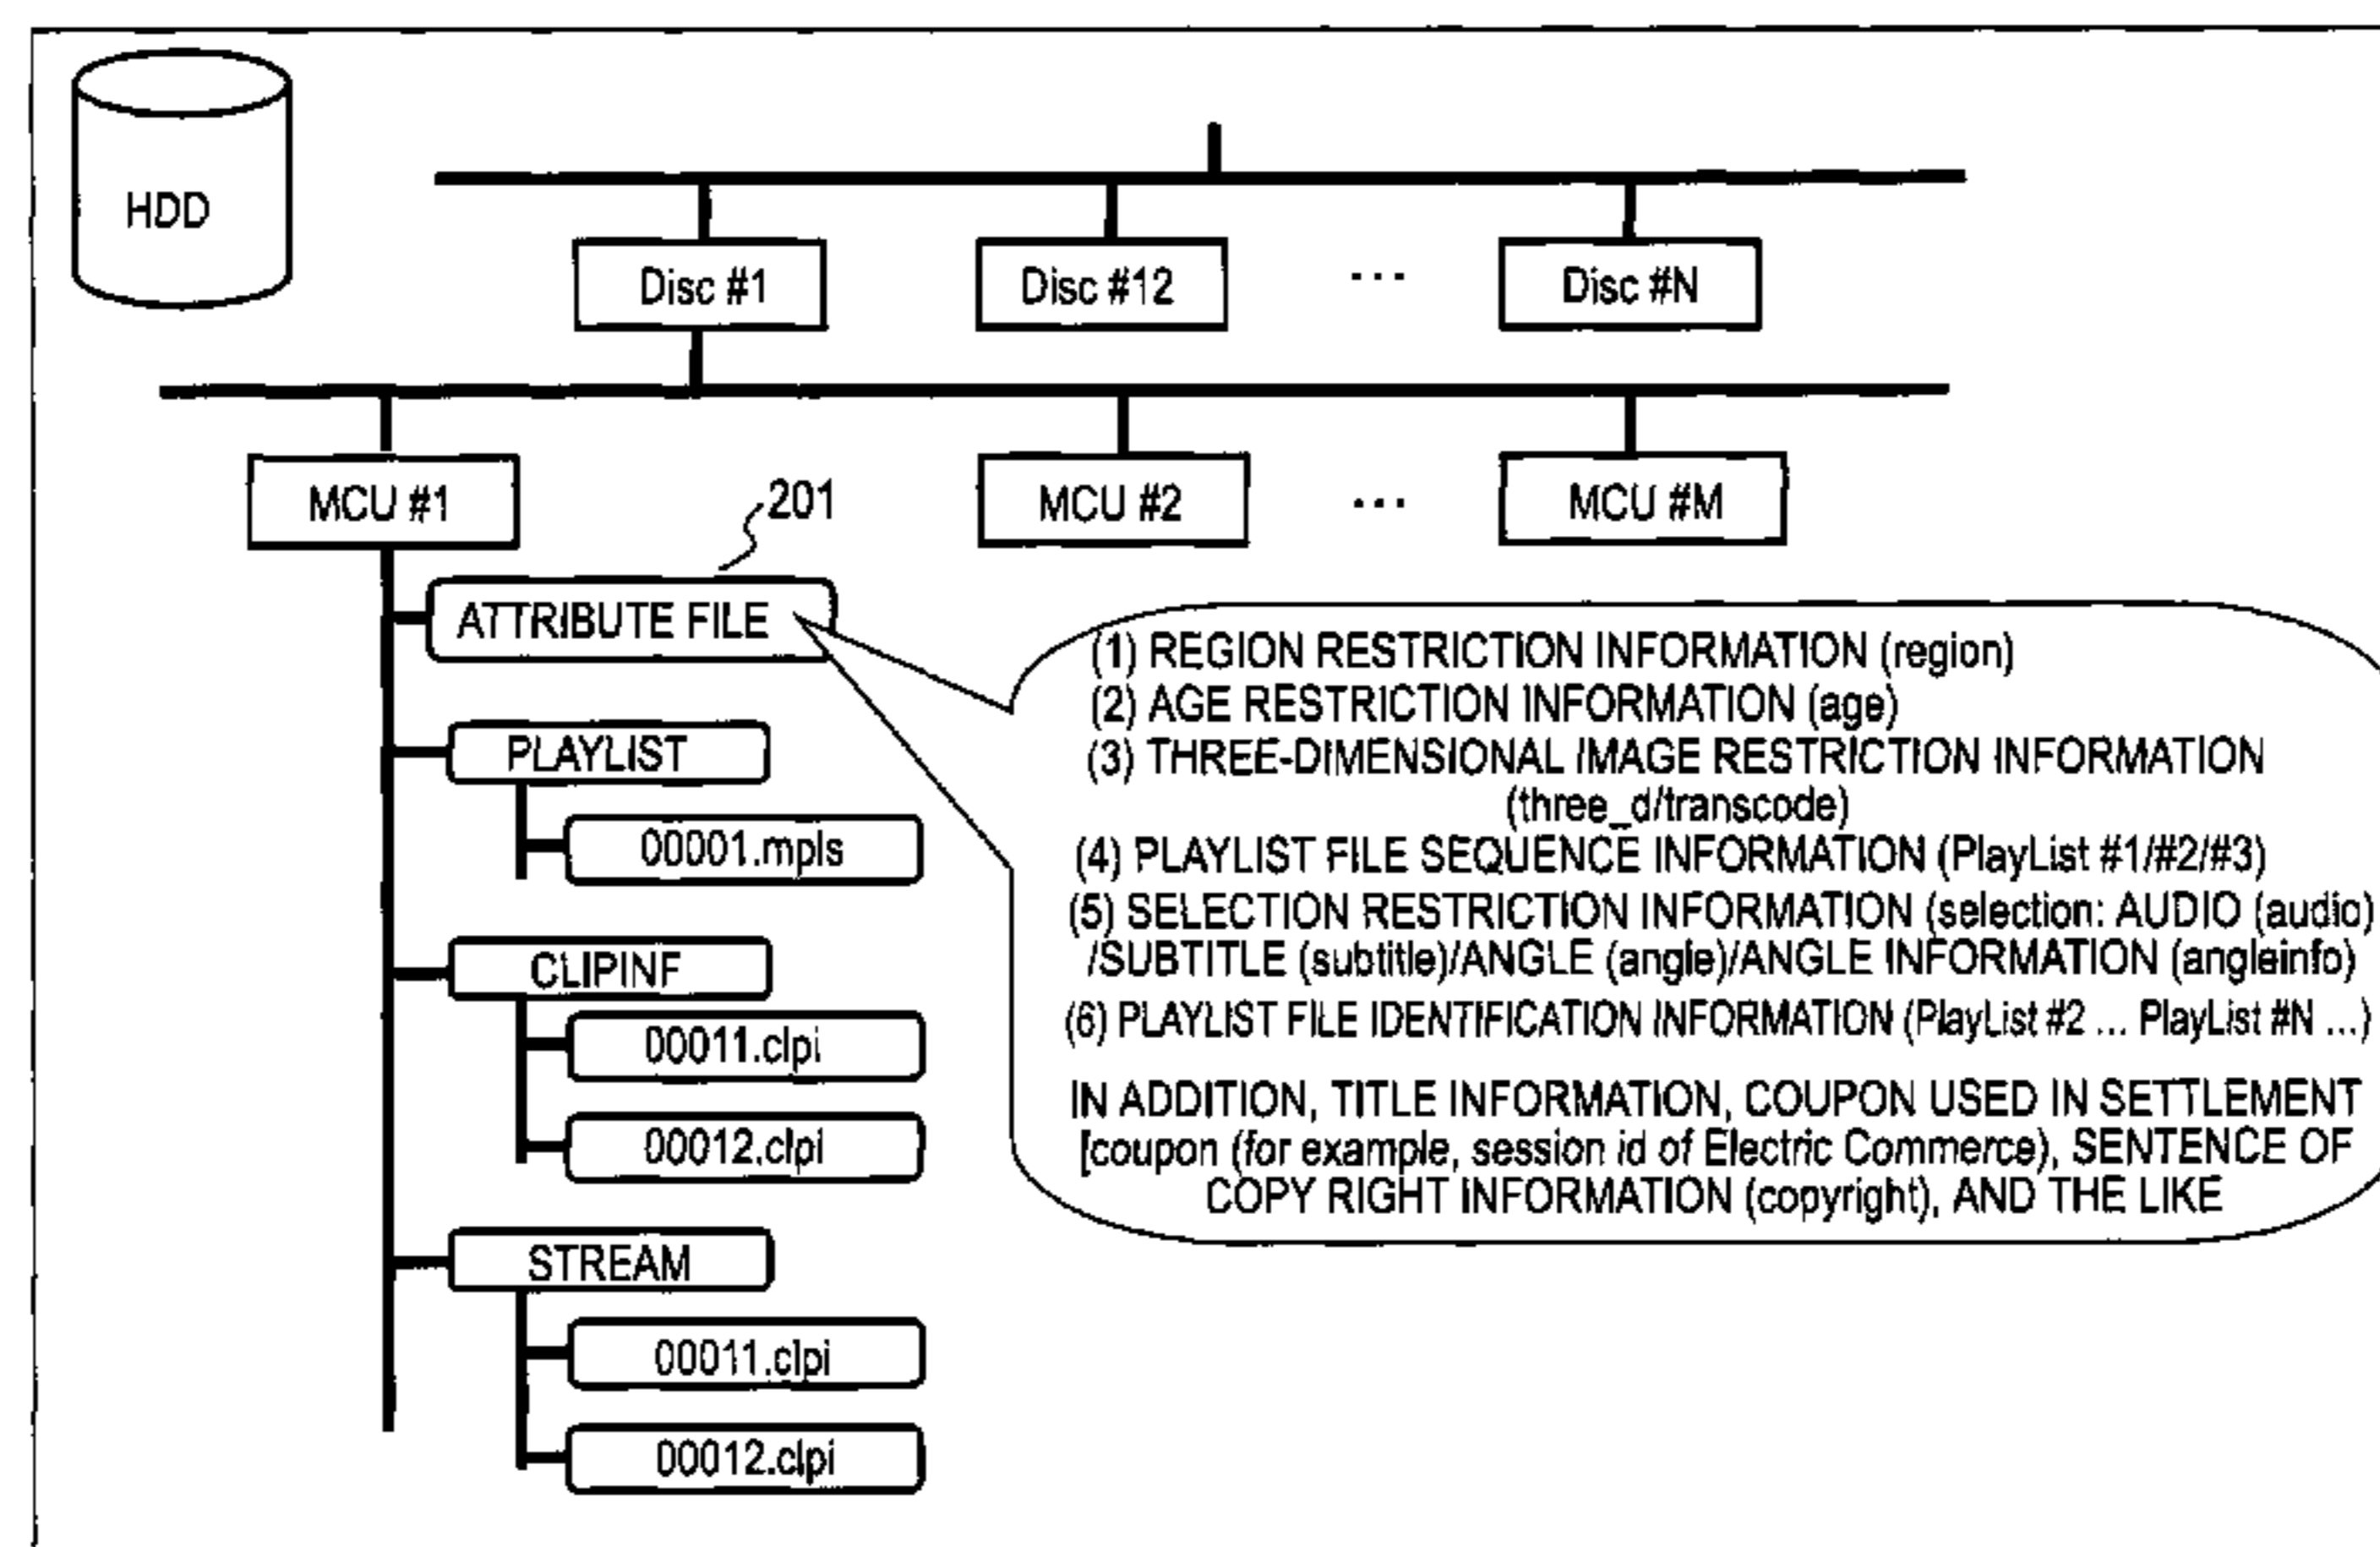 HDD
Disc #1
Disc #12
...
Disc #N
MCU #1
MCU #2
...
MCU #M
201
ATTRIBUTE FILE
PLAYLIST
00001.mpls
CLIPINF
00011.clpi
00012.clpi
STREAM
00011.clpi
00012.clpi
(1) REGION RESTRICTION INFORMATION (region)
(2) AGE RESTRICTION INFORMATION (age)
(3) THREE-DIMENSIONAL IMAGE RESTRICTION INFORMATION
(three_d/transcode)
(4) PLAYLIST FILE SEQUENCE INFORMATION (PlayList #1/#2/#3)
(5) SELECTION RESTRICTION INFORMATION (selection: AUDIO (audio)
/SUBTITLE (subtitle)/ANGLE (angle)/ANGLE INFORMATION (angleinfo)
(6) PLAYLIST FILE IDENTIFICATION INFORMATION (PlayList #2 ... PlayList #N ...)
IN ADDITION, TITLE INFORMATION, COUPON USED IN SETTLEMENT
[coupon (for example, session id of Electric Commerce), SENTENCE OF
COPY RIGHT INFORMATION (copyright), AND THE LIKE